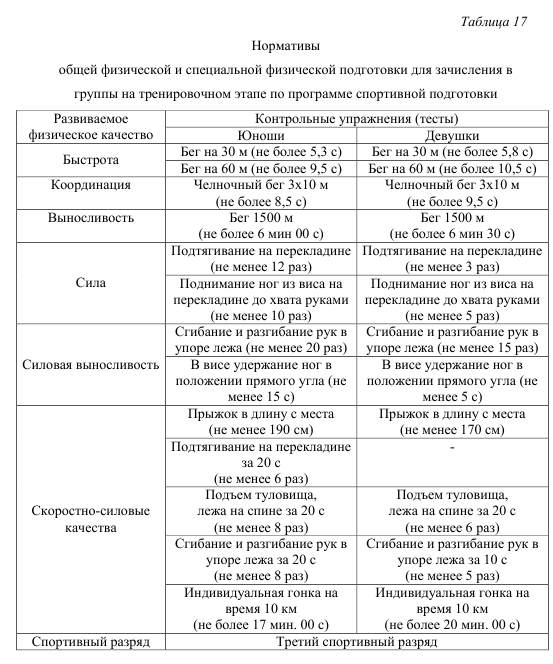 Таблица 17
Нормативы
общей физической и специальной физической подготовки для зачисления в
группы на тренировочном этапе по программе спортивной подготовки
Развиваемое
физическое качество
Контрольные упражнения (тесты)
Юноши
Девушки
Быстрота
Бег на 30 м (не более 5,3 с)
Бег на 30 м (не более 5,8 с)
Бег на 60 м (не более 9,5 с)
Бег на 60 м (не более 10,5 с)
Координация
Челночный бег 3х10 м
(не более 8,5 с)
Челночный бег 3х10 м
(не более 9,5 с)
Выносливость
Бег 1500 м
(не более 6 мин 00 с)
Бег 1500 м
(не более 6 мин 30 с)
Сила
Подтягивание на перекладине
(не менее 12 раз)
Подтягивание на перекладине
(не менее 3 раз)
Поднимание ног из виса на
перекладине до хвата руками
(не менее 10 раз)
Поднимание ног из виса на
перекладине до хвата руками
(не менее 5 раз)
Силовая выносливость
Сгибание и разгибание рук в
упоре лежа (не менее 20 раз)
Сгибание и разгибание рук в
упоре лежа (не менее 15 раз)
В висе удержание ног в
положении прямого угла (не
менее 15 с)
В висе удержание ног в
положении прямого угла (не
менее 5 с)
Скоростно-силовые
качества
Прыжок в длину с места
(не менее 190 см)
Прыжок в длину с места
(не менее 170 см)
Подтягивание на перекладине
за 20 с
(не менее 6 раз)
-
Подъем туловища,
лежа на спине за 20 с
(не менее 8 раз)
Подъем туловища,
лежа на спине за 20 с
(не менее 6 раз)
Сгибание и разгибание рук в
упоре лежа за 20 с
(не менее 8 раз)
Сгибание и разгибание рук в
упоре лежа за 10 с
(не менее 5 раз)
Индивидуальная гонка на
время 10 км
(не более 17 мин. 00 с)
Индивидуальная гонка на
время 10 км
(не более 20 мин. 00 с)
Спортивный разряд
Третий спортивный разряд